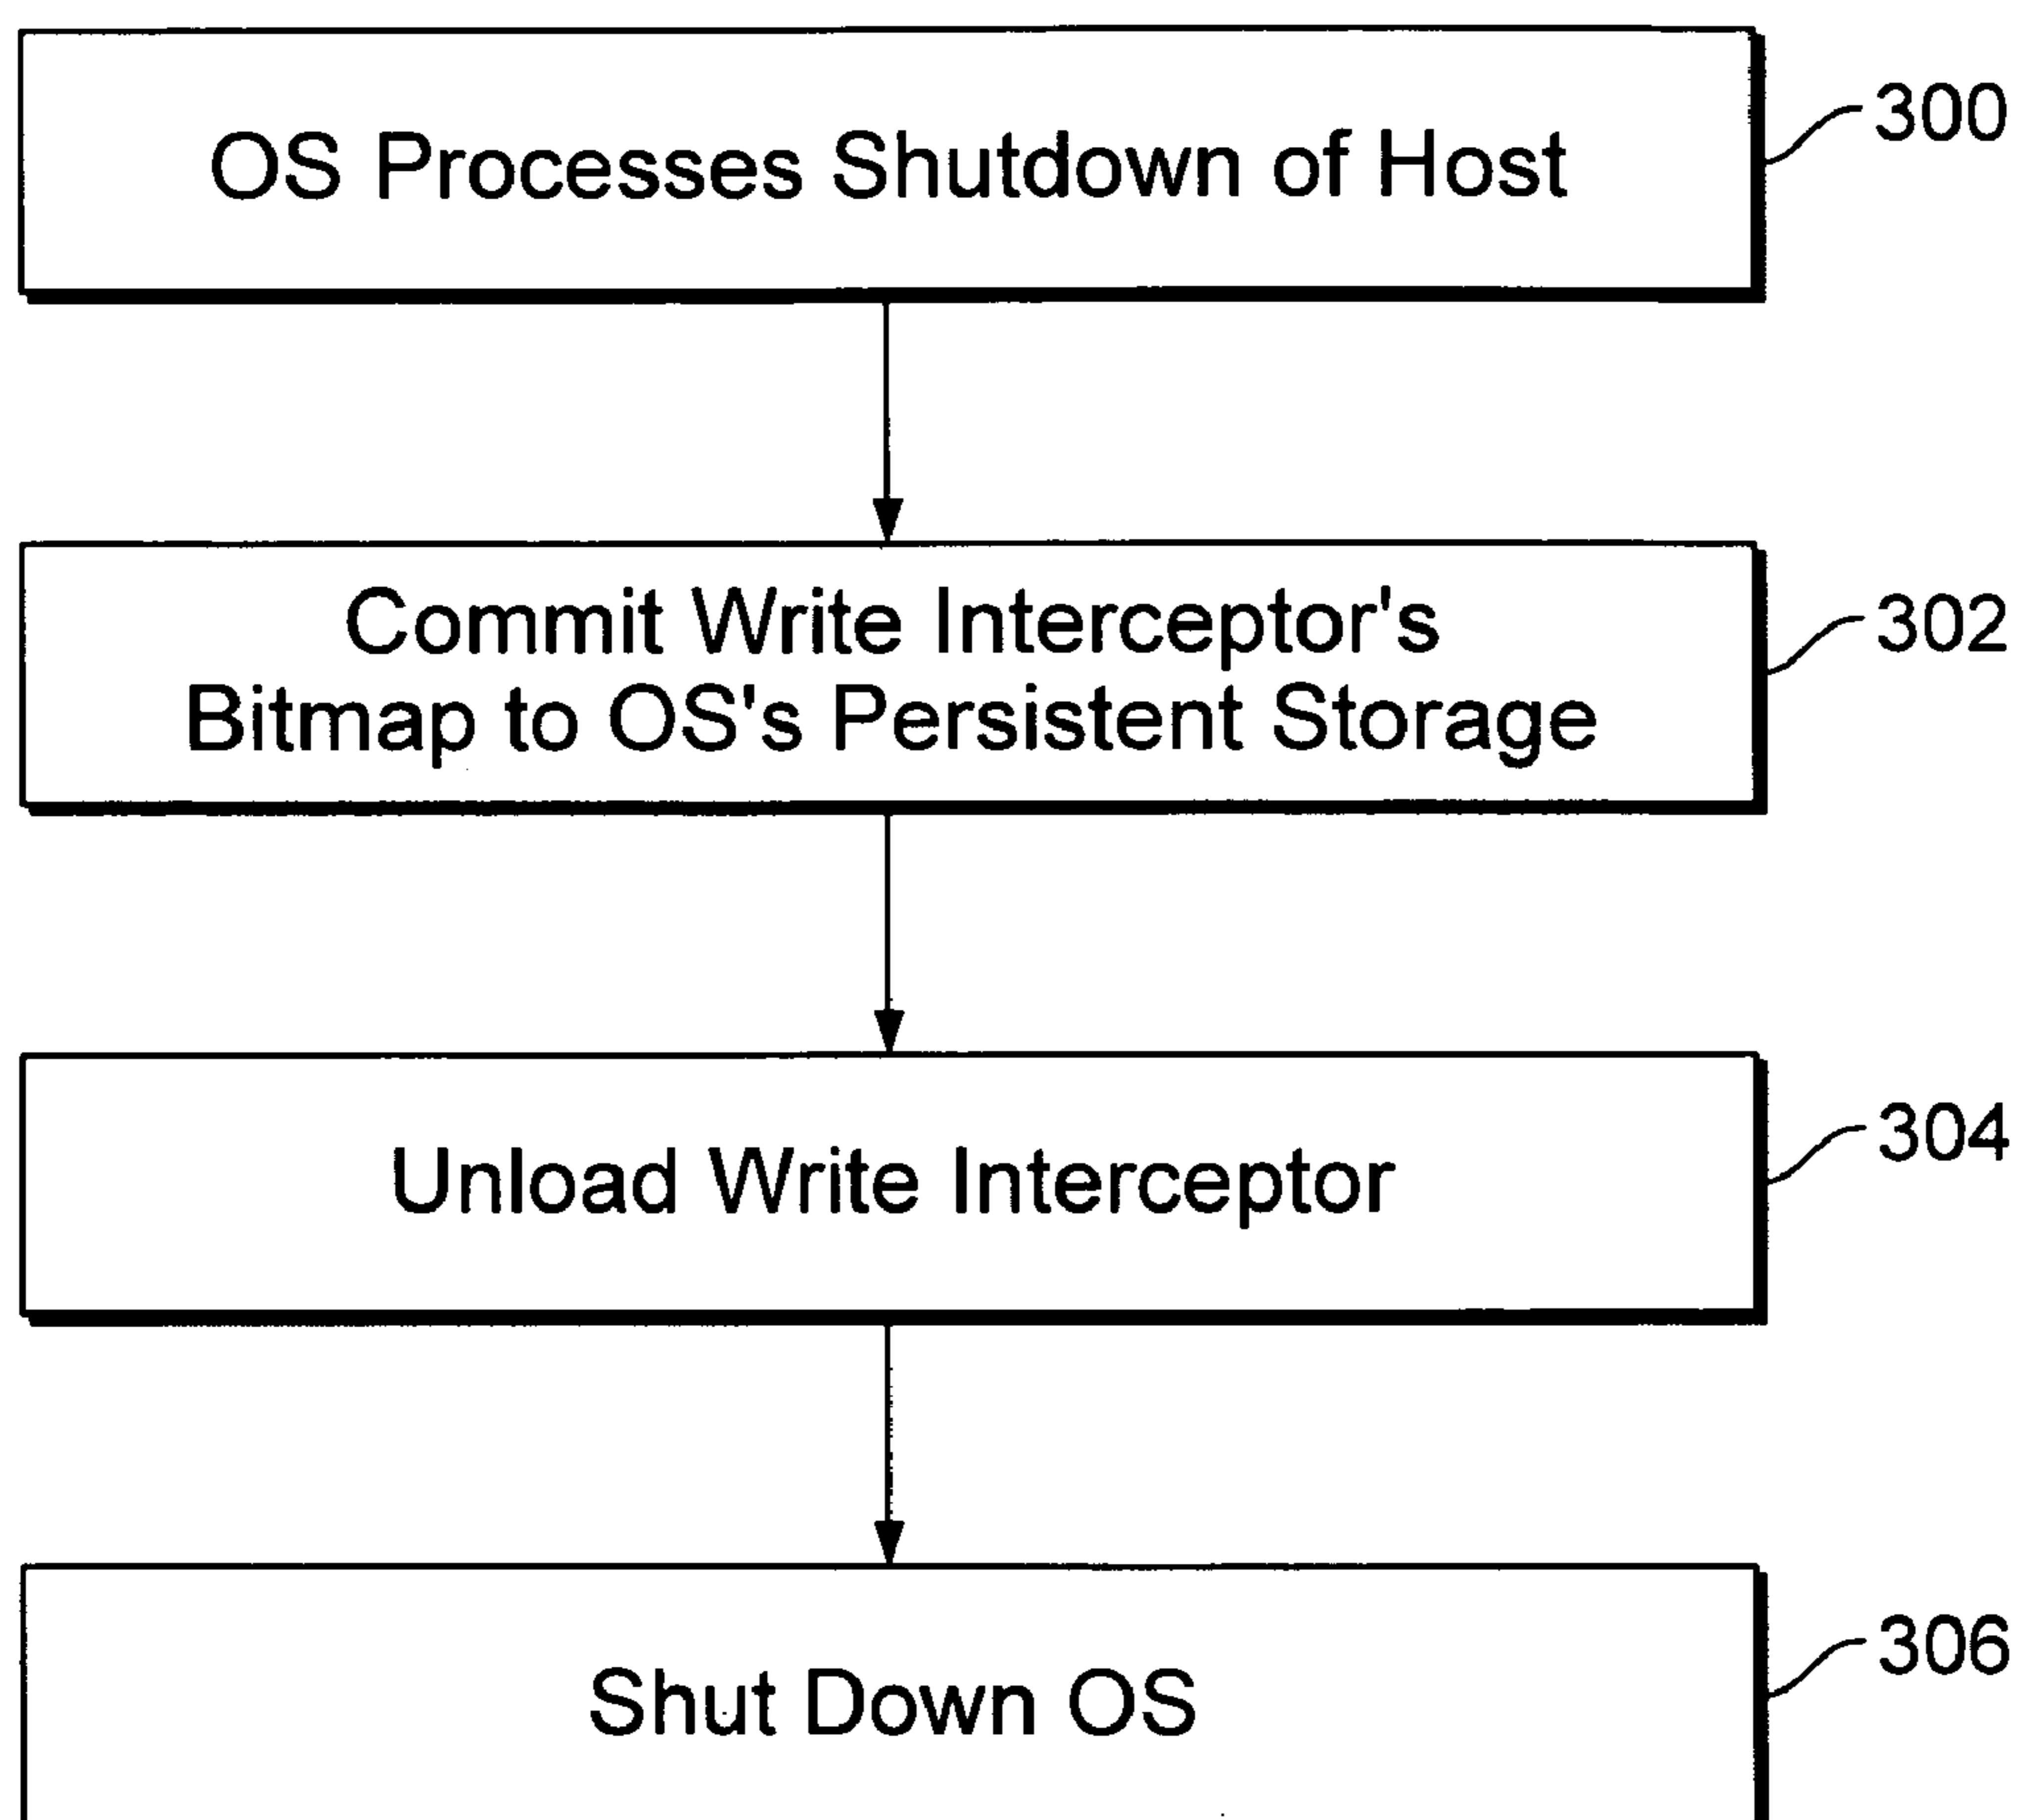 OS Processes Shutdown of Host
300
Commit Write Interceptor's
Bitmap to OS's Persistent Storage
302
Unload Write Interceptor
304
Shut Down OS
306